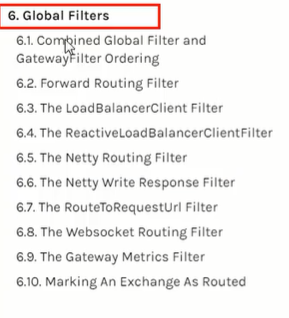 6. Global Filters
6.1. Combined Global Filter and
GatewayFilter Ordering
6.2. Forward Routing Filter
6.3. The LoadBalancerClient Filter
6.4. The ReactiveLoadBalancerClientFilter
6.5. The Netty Routing Filter
6.6. The Netty Write Response Filter
6.7. The RouteToRequestUrl Filter
6.8. The Websocket Routing Filter
6.9. The Gateway Metrics Filter
6.10. Marking An Exchange As Routed